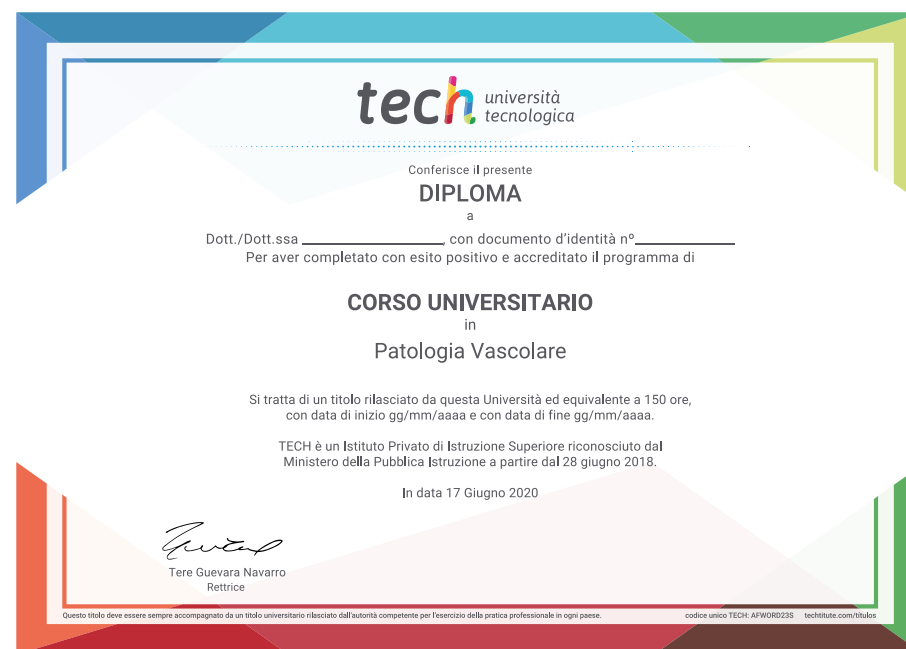 tech università
tecnologica
Conferisce il presente
DIPLOMA
a
Dott./Dott.ssa ____________________, con documento d'identità nº______________
Per aver completato con esito positivo e accreditato il programma di
CORSO UNIVERSITARIO
in
Patologia Vascolare
Si tratta di un titolo rilasciato da questa Università ed equivalente a 150 ore,
con data di inizio gg/mm/aaaa e con data di fine gg/mm/aaaa.
TECH è un Istituto Privato di Istruzione Superiore riconosciuto dal
Ministero della Pubblica Istruzione a partire dal 28 giugno 2018.
In data 17 Giugno 2020
Tere Guevara Navarro
Rettrice
Questo titolo deve essere sempre accompagnato da un titolo universitario rilasciato dall'autorità competente per l'esercizio della pratica professionale in ogni paese. codice unico TECH: AFWORD23S techtitute.com/titulos